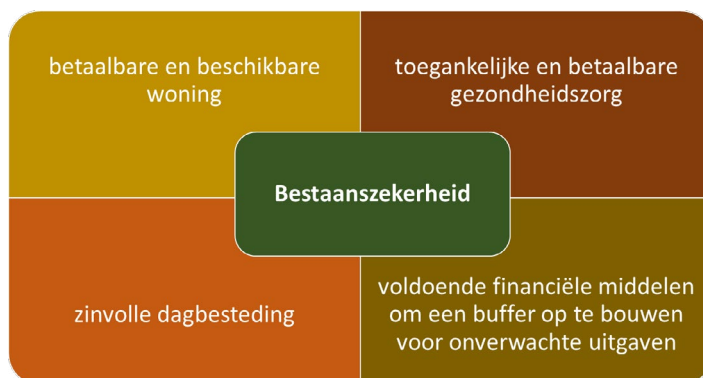 betaalbare en beschikbare
woning
toegankelijke en betaalbare
gezondheidszorg
Bestaanszekerheid
zinvolle dagbesteding
voldoende financiële middelen
om een buffer op te bouwen
voor onverwachte uitgaven